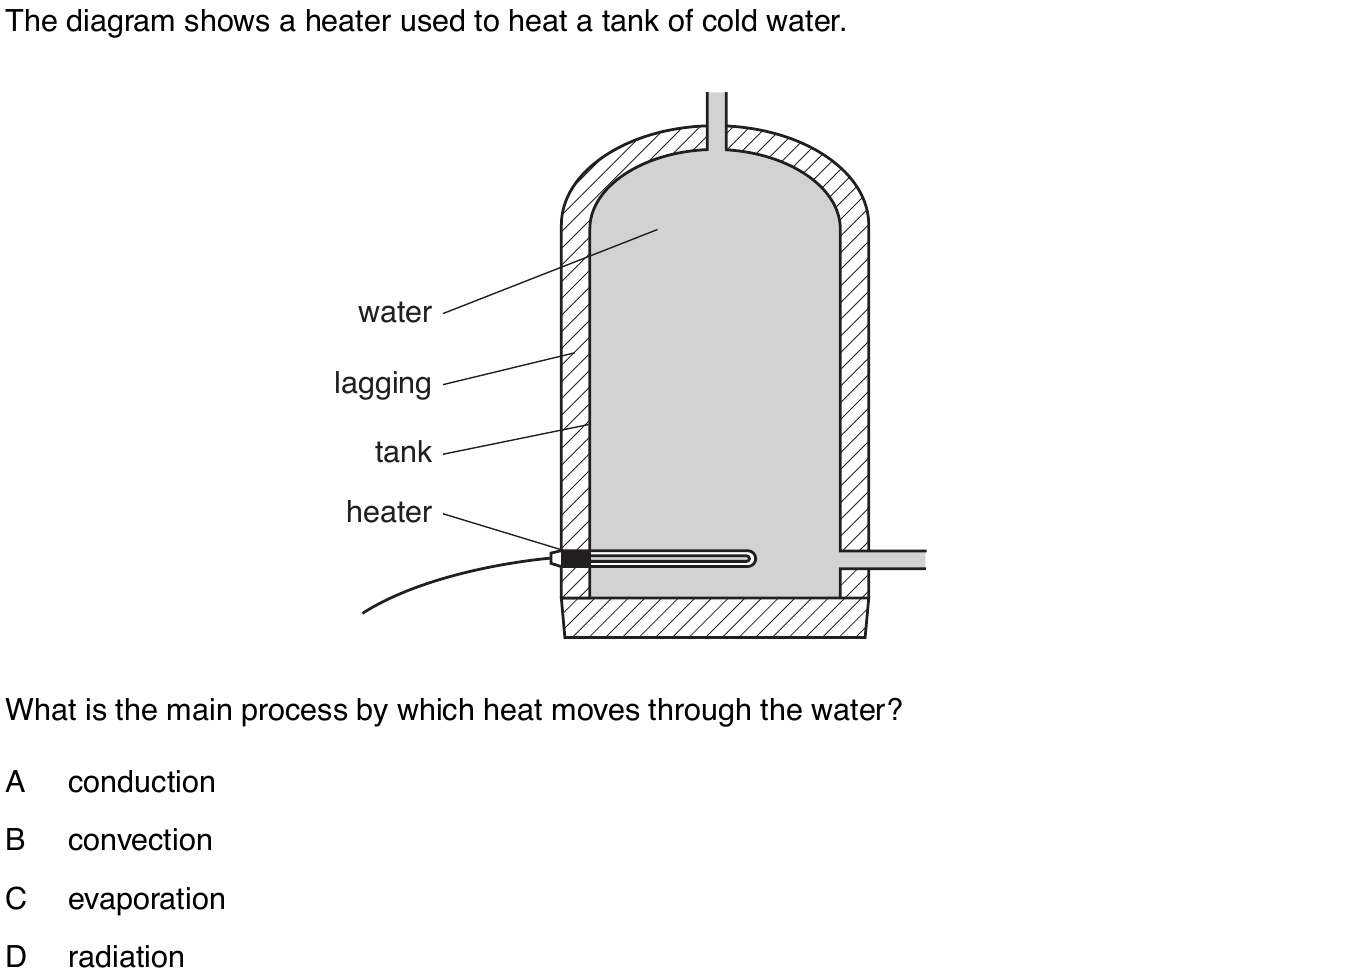 The diagram shows a heater used to heat a tank of cold water.
water
lagging
tank
heater
What is the main process by which heat moves through the water?
A conduction
B convection
C evaporation
D radiation